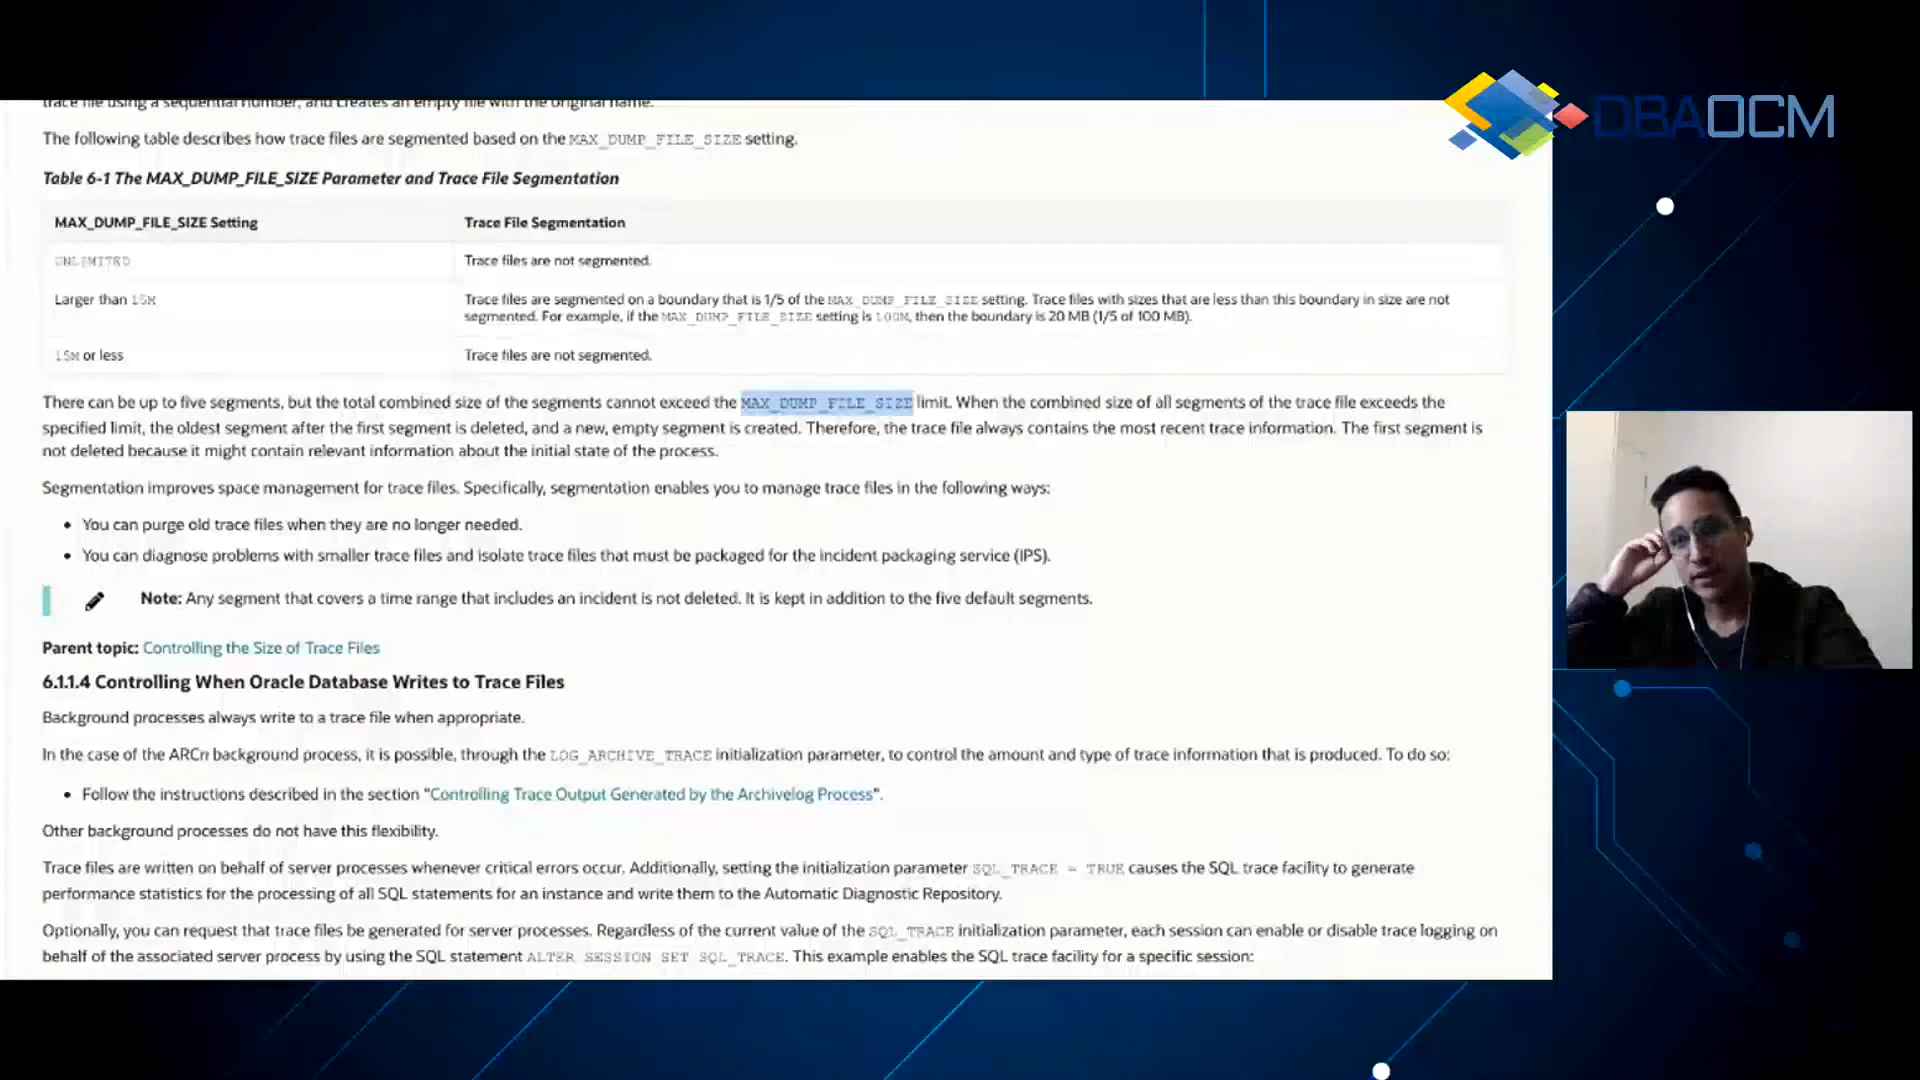 trace file using a sequential number, and creates an empty file with the original name.
DBAOCM
The following table describes how trace files are segmented based on the MAX_DUMP_FILE_SIZE setting.
Table 6-1 The MAX_DUMP_FILE_SIZE Parameter and Trace File Segmentation
MAX_DUMP_FILE_SIZE Setting Trace File Segmentation
UNLIMITED Trace files are not segmented.
Larger than 15M Trace files are segmented on a boundary that is 1/5 of the MAX_DUMP_FILE_SIZE setting. Trace files with sizes that are less than this boundary in size are not
segmented. For example, if the MAX_DUMP_FILE_SIZE setting is 100M, then the boundary is 20 MB (1/5 of 100 MB).
15M or less Trace files are not segmented.
There can be up to five segments, but the total combined size of the segments cannot exceed the MAX_DUMP_FILE_SIZE limit. When the combined size of all segments of the trace file exceeds the
specified limit, the oldest segment after the first segment is deleted, and a new, empty segment is created. Therefore, the trace file always contains the most recent trace information. The first segment is
not deleted because it might contain relevant information about the initial state of the process.
Segmentation improves space management for trace files. Specifically, segmentation enables you to manage trace files in the following ways:
• You can purge old trace files when they are no longer needed.
• You can diagnose problems with smaller trace files and isolate trace files that must be packaged for the incident packaging service (IPS).
Note: Any segment that covers a time range that includes an incident is not deleted. It is kept in addition to the five default segments.
Parent topic: Controlling the Size of Trace Files
6.1.1.4 Controlling When Oracle Database Writes to Trace Files
Background processes always write to a trace file when appropriate.
In the case of the ARCn background process, it is possible, through the LOG_ARCHIVE_TRACE initialization parameter, to control the amount and type of trace information that is produced. To do so:
• Follow the instructions described in the section "Controlling Trace Output Generated by the Archivelog Process".
Other background processes do not have this flexibility.
Trace files are written on behalf of server processes whenever critical errors occur. Additionally, setting the initialization parameter SQL_TRACE = TRUE causes the SQL trace facility to generate
performance statistics for the processing of all SQL statements for an instance and write them to the Automatic Diagnostic Repository.
Optionally, you can request that trace files be generated for server processes. Regardless of the current value of the SQL_TRACE initialization parameter, each session can enable or disable trace logging on
behalf of the associated server process by using the SQL statement ALTER SESSION SET SQL_TRACE. This example enables the SQL trace facility for a specific session: